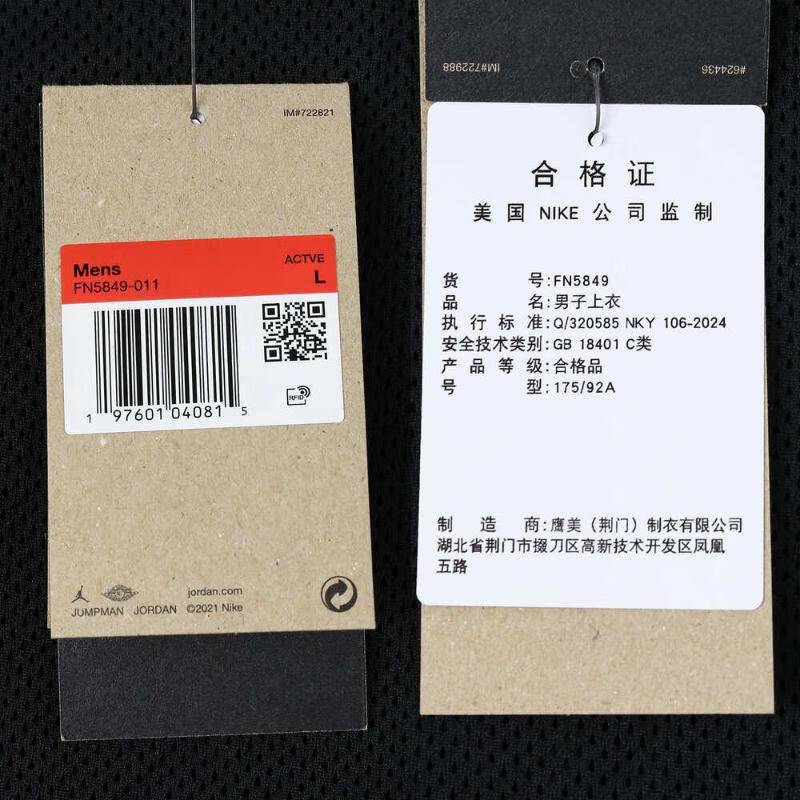 IM#722821
Mens
FN5849-011
ACTVE
L
RFID
1 97601 04081 5
jordan.com
JUMPMAN JORDAN ©2021 Nike
IM#722988
#624436
合格证
美国 NIKE 公司监制
货号:FN5849
品名:男子上衣
执行标准:Q/320585 NKY 106-2024
安全技术类别:GB 18401 C类
产品等级:合格品
号型:175/92A
制造商:鹰美(荆门)制衣有限公司
湖北省荆门市掇刀区高新技术开发区凤凰
五路